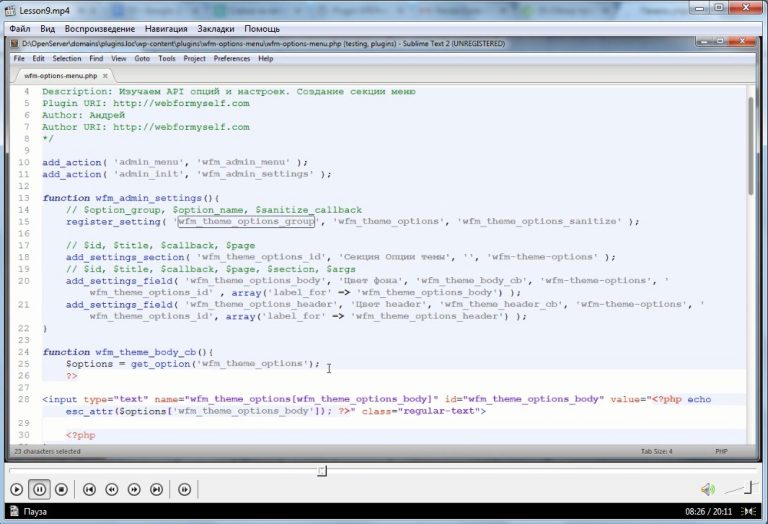 Lesson9.mp4
Файл Вид Воспроизведение Навигация Закладки Помощь
D:\OpenServer\domains\plugins.loc\wp-content\plugins\wfm-options-menu\wfm-options-menu.php (testing, plugins) - Sublime Text 2 (UNREGISTERED)
File Edit Selection Find View Goto Tools Project Preferences Help
wfm-options-menu.php
4 Description: Изучаем API опций и настроек. Создание секции меню
5 Plugin URI: http://webformyself.com
6 Author: Андрей
7 Author URI: http://webformyself.com
8 */
9
10 add_action( 'admin_menu', 'wfm_admin_menu' );
11 add_action( 'admin_init', 'wfm_admin_settings' );
12
13 function wfm_admin_settings(){
14 // $option_group, $option_name, $sanitize_callback
15 register_setting( 'wfm_theme_options_group', 'wfm_theme_options', 'wfm_theme_options_sanitize' );
16
17 // $id, $title, $callback, $page
18 add_settings_section( 'wfm_theme_options_id', 'Секция Опции темы', '', 'wfm-theme-options' );
19 // $id, $title, $callback, $page, $section, $args
20 add_settings_field( 'wfm_theme_options_body', 'Цвет фона', 'wfm_theme_body_cb', 'wfm-theme-options', '
wfm_theme_options_id' , array('label_for' => 'wfm_theme_options_body') );
21 add_settings_field( 'wfm_theme_options_header', 'Цвет header', 'wfm_theme_header_cb', 'wfm-theme-options', '
wfm_theme_options_id', array('label_for' => 'wfm_theme_options_header') );
22 }
23
24 function wfm_theme_body_cb(){
25 $options = get_option('wfm_theme_options');
26 ?>
27
28 <input type="text" name="wfm_theme_options[wfm_theme_options_body]" id="wfm_theme_options_body" value="<?php echo
esc_attr($options['wfm_theme_options_body']); ?>" class="regular-text">
29
30 <?php
23 characters selected Tab Size: 4 PHP
Пауза 08:26 / 20:11